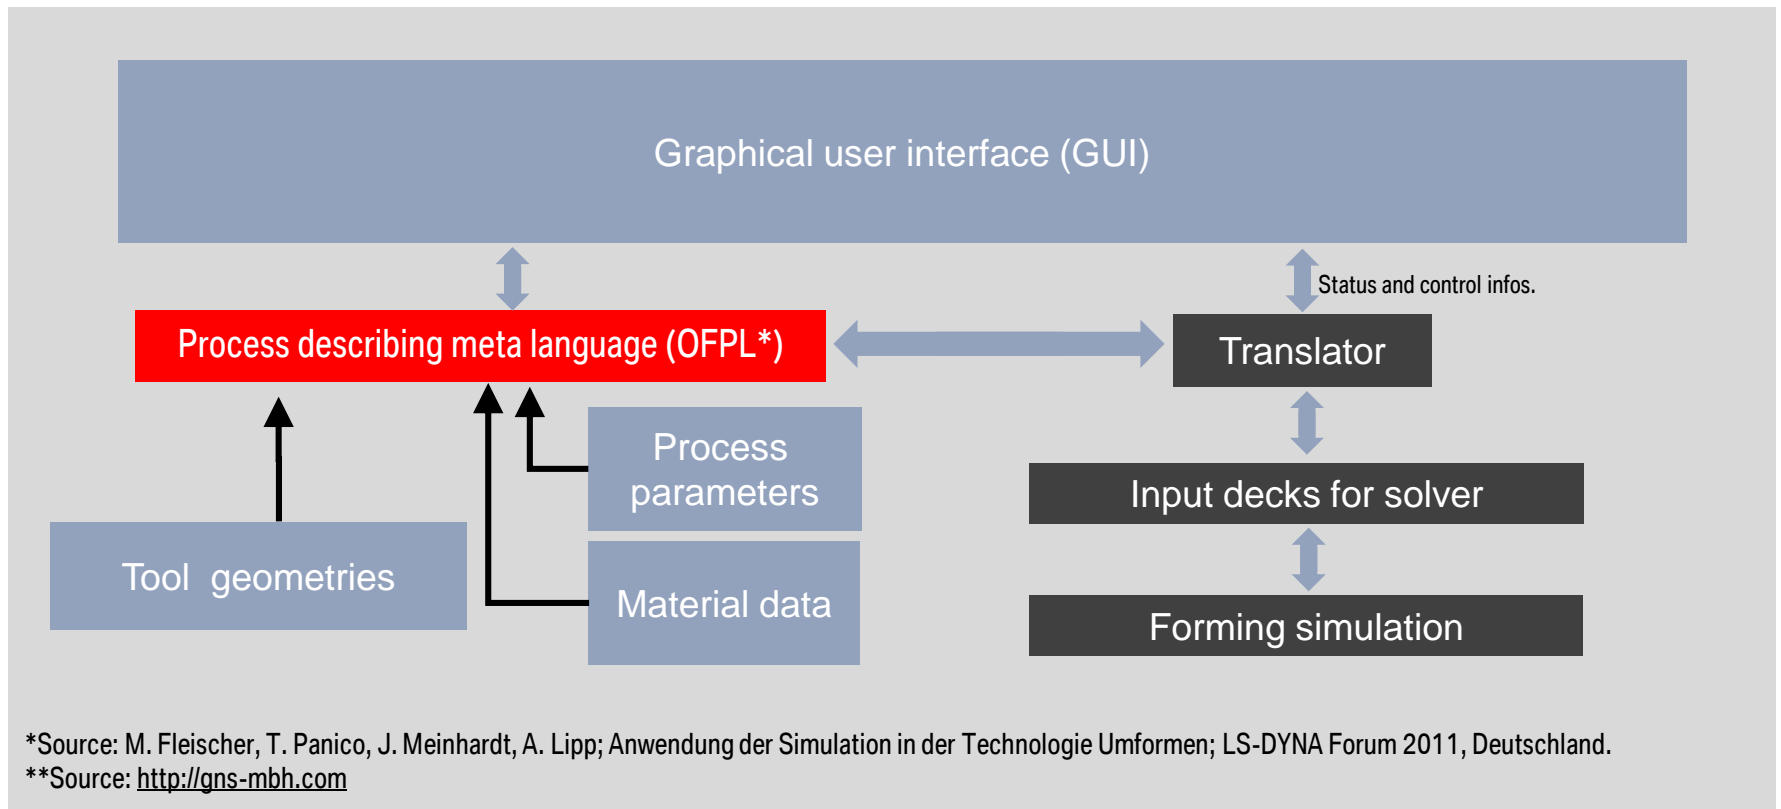 Graphical user interface (GUI)
Status and control infos.
Process describing meta language (OFPL*)
Translator
Process
parameters
Input decks for solver
Tool geometries
Material data
Forming simulation
*Source: M. Fleischer, T. Panico, J. Meinhardt, A. Lipp; Anwendung der Simulation in der Technologie Umformen; LS-DYNA Forum 2011, Deutschland.
**Source: http://gns-mbh.com